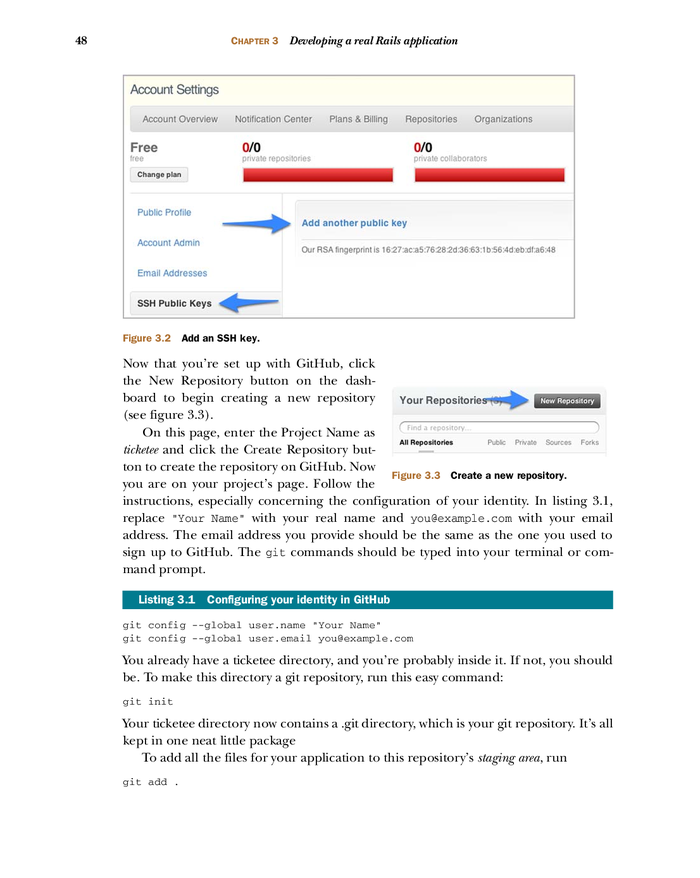 48
CHAPTER 3 Developing a real Rails application
Account Settings
Account Overview Notification Center Plans & Billing Repositories Organizations
Free
free
Change plan
0/0
private repositories
0/0
private collaborators
Public Profile
Account Admin
Email Addresses
SSH Public Keys
Add another public key
Our RSA fingerprint is 16:27:ac:a5:76:28:2d:36:63:1b:56:4d:eb:df:a6:48
Figure 3.2 Add an SSH key.
Now that you’re set up with GitHub, click
the New Repository button on the dash-
board to begin creating a new repository
(see figure 3.3).
On this page, enter the Project Name as
ticketee and click the Create Repository but-
ton to create the repository on GitHub. Now
you are on your project’s page. Follow the
Your Repositories (3) New Repository
Find a repository...
All Repositories Public Private Sources Forks
Figure 3.3 Create a new repository.
instructions, especially concerning the configuration of your identity. In listing 3.1,
replace "Your Name" with your real name and you@example.com with your email
address. The email address you provide should be the same as the one you used to
sign up to GitHub. The git commands should be typed into your terminal or com-
mand prompt.
Listing 3.1 Configuring your identity in GitHub
git config --global user.name "Your Name"
git config --global user.email you@example.com
You already have a ticketee directory, and you’re probably inside it. If not, you should
be. To make this directory a git repository, run this easy command:
git init
Your ticketee directory now contains a .git directory, which is your git repository. It’s all
kept in one neat little package
To add all the files for your application to this repository’s staging area, run
git add .